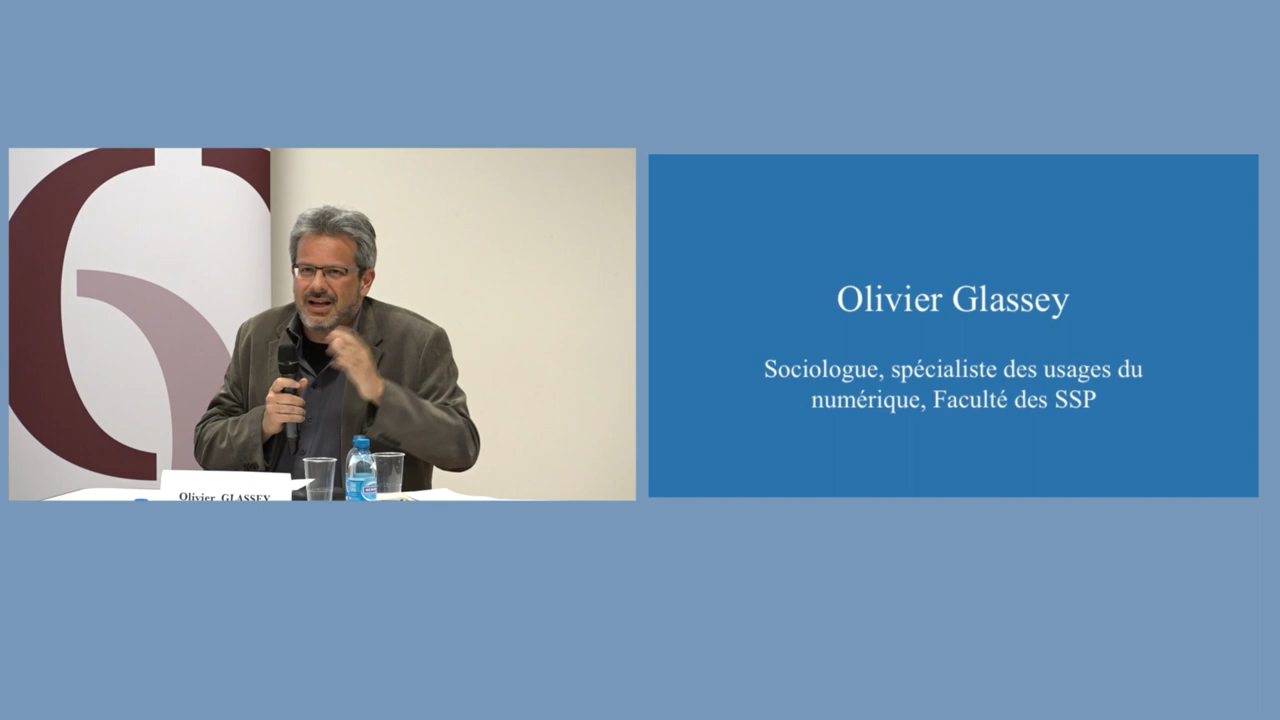 Olivier Glassey
Sociologue, spécialiste des usages du
numérique, Faculté des SSP
Olivier GLASSEY